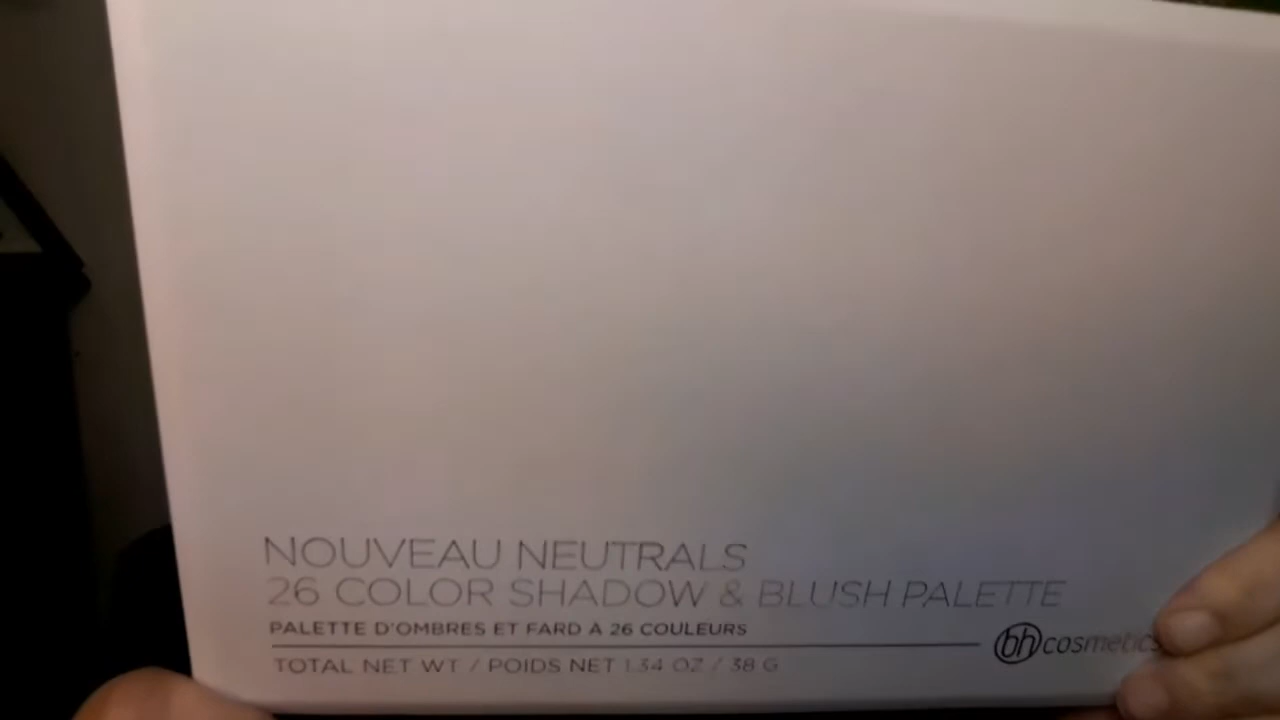 NOUVEAU NEUTRALS
26 COLOR SHADOW & BLUSH PALETTE
PALETTE D'OMBRES ET FARD A 26 COULEURS
bh cosmetics
TOTAL NET WT / POIDS NET 1.34 OZ / 38 G